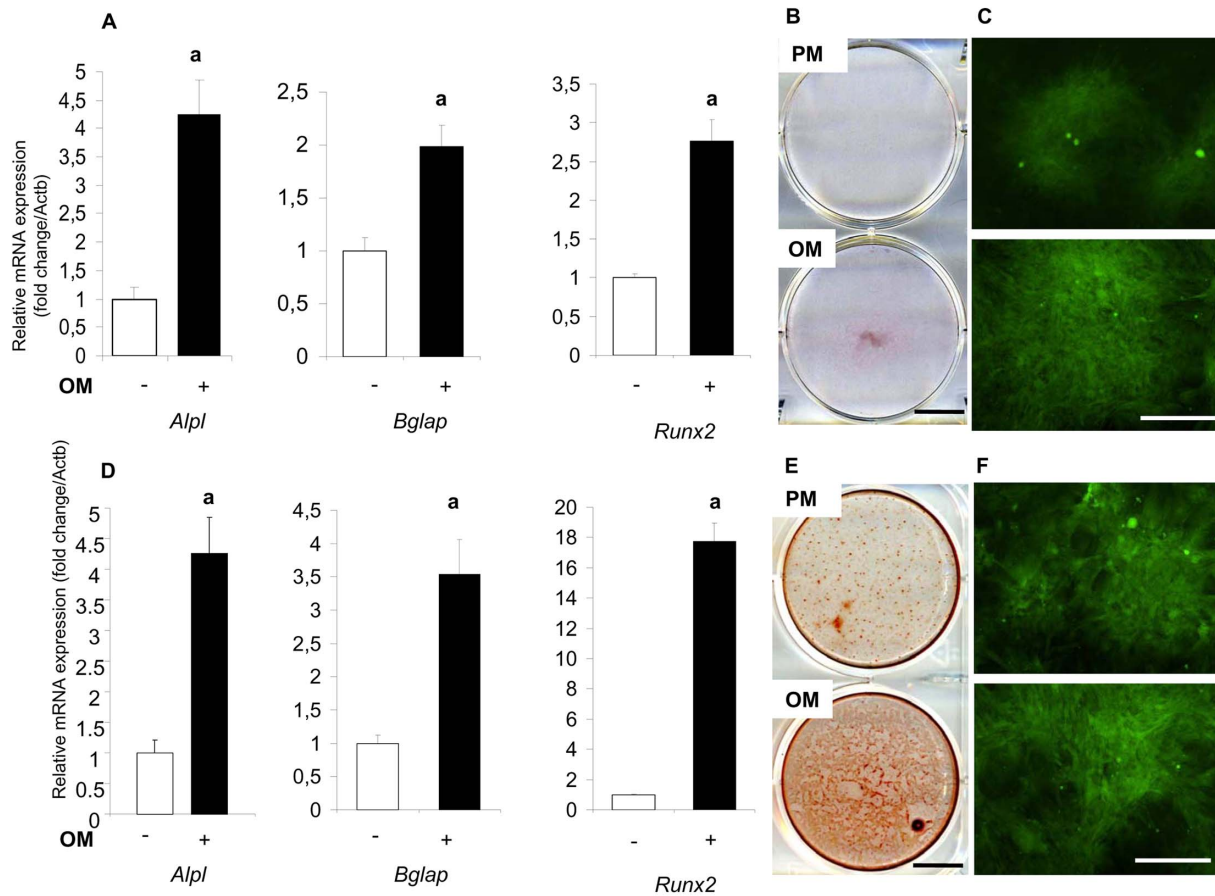 A
Relative mRNA expression
(fold change/Actb)
5
4,5
4
3,5
3
2,5
2
1,5
1
0,5
0
a
OM
-
+
Alpl
2,5
2
1,5
1
0,5
0
a
-
+
Bglap
3,5
3
2,5
2
1,5
1
0,5
0
a
-
+
Runx2
B
PM
OM
C
D
Relative mRNA expression (fold change/Actb)
5
4.5
4
3.5
3
2.5
2
1.5
1
0.5
0
a
OM
-
+
Alpl
4,5
4
3,5
3
2,5
2
1,5
1
0,5
0
a
-
+
Bglap
20
18
16
14
12
10
8
6
4
2
0
a
-
+
Runx2
E
PM
OM
F